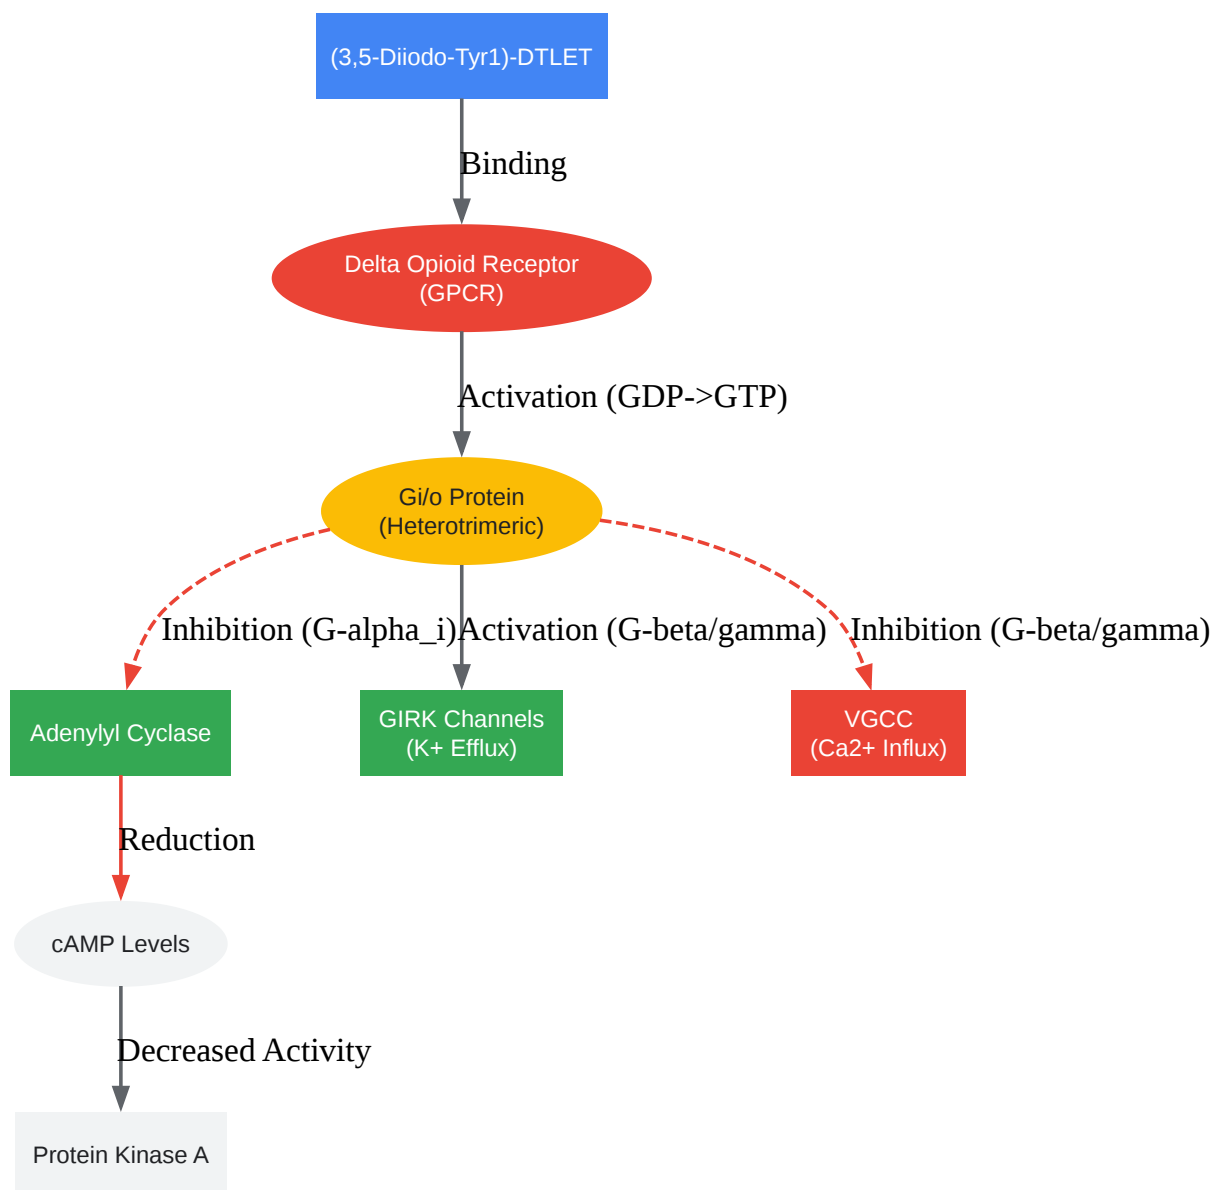 (3,5-Diiodo-Tyr1)-DTLET
Binding
Delta Opioid Receptor
(GPCR)
Activation (GDP->GTP)
Gi/o Protein
(Heterotrimeric)
Inhibition (G-alpha_i)
Activation (G-beta/gamma)
Inhibition (G-beta/gamma)
Adenylyl Cyclase
GIRK Channels
(K+ Efflux)
VGCC
(Ca2+ Influx)
Reduction
cAMP Levels
Decreased Activity
Protein Kinase A